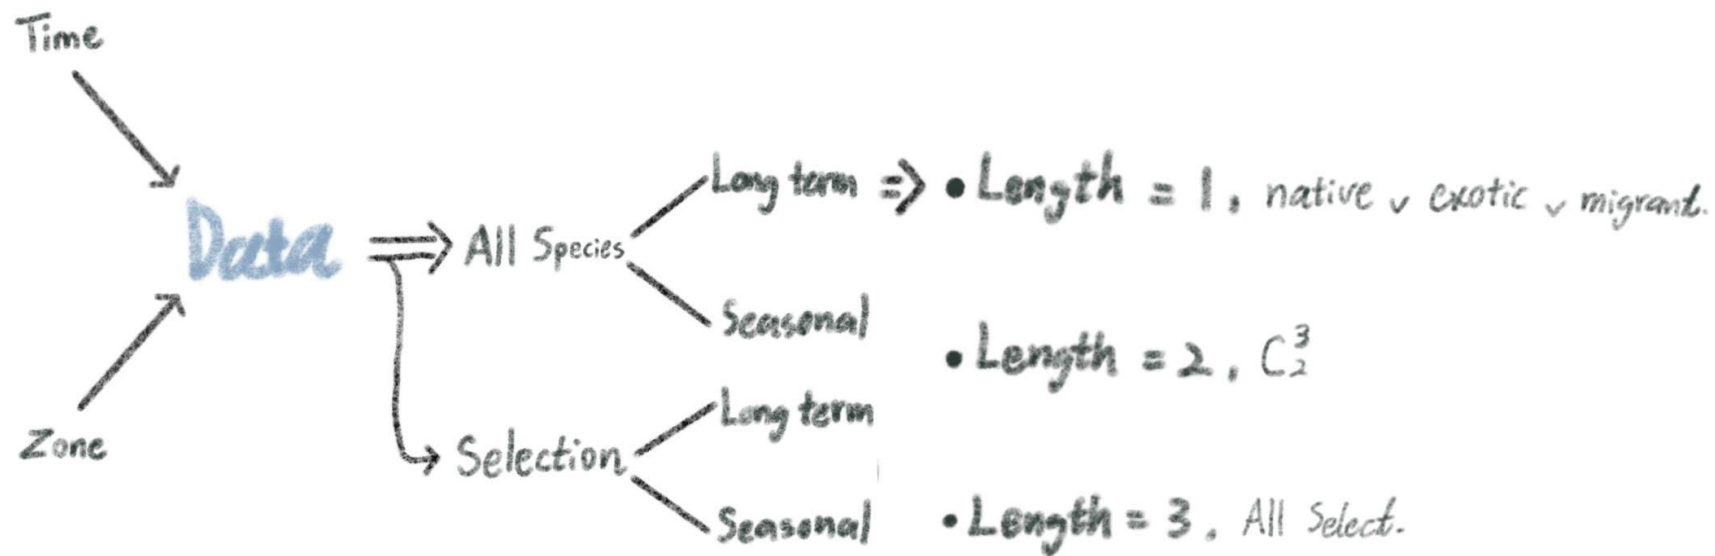 Time
Data
Zone
All Species
Long term
Seasonal
Selection
Long term
Seasonal
⇒ • Length = 1, native ∨ exotic ∨ migrant.
• Length = 2, C³₂
• Length = 3, All Select.